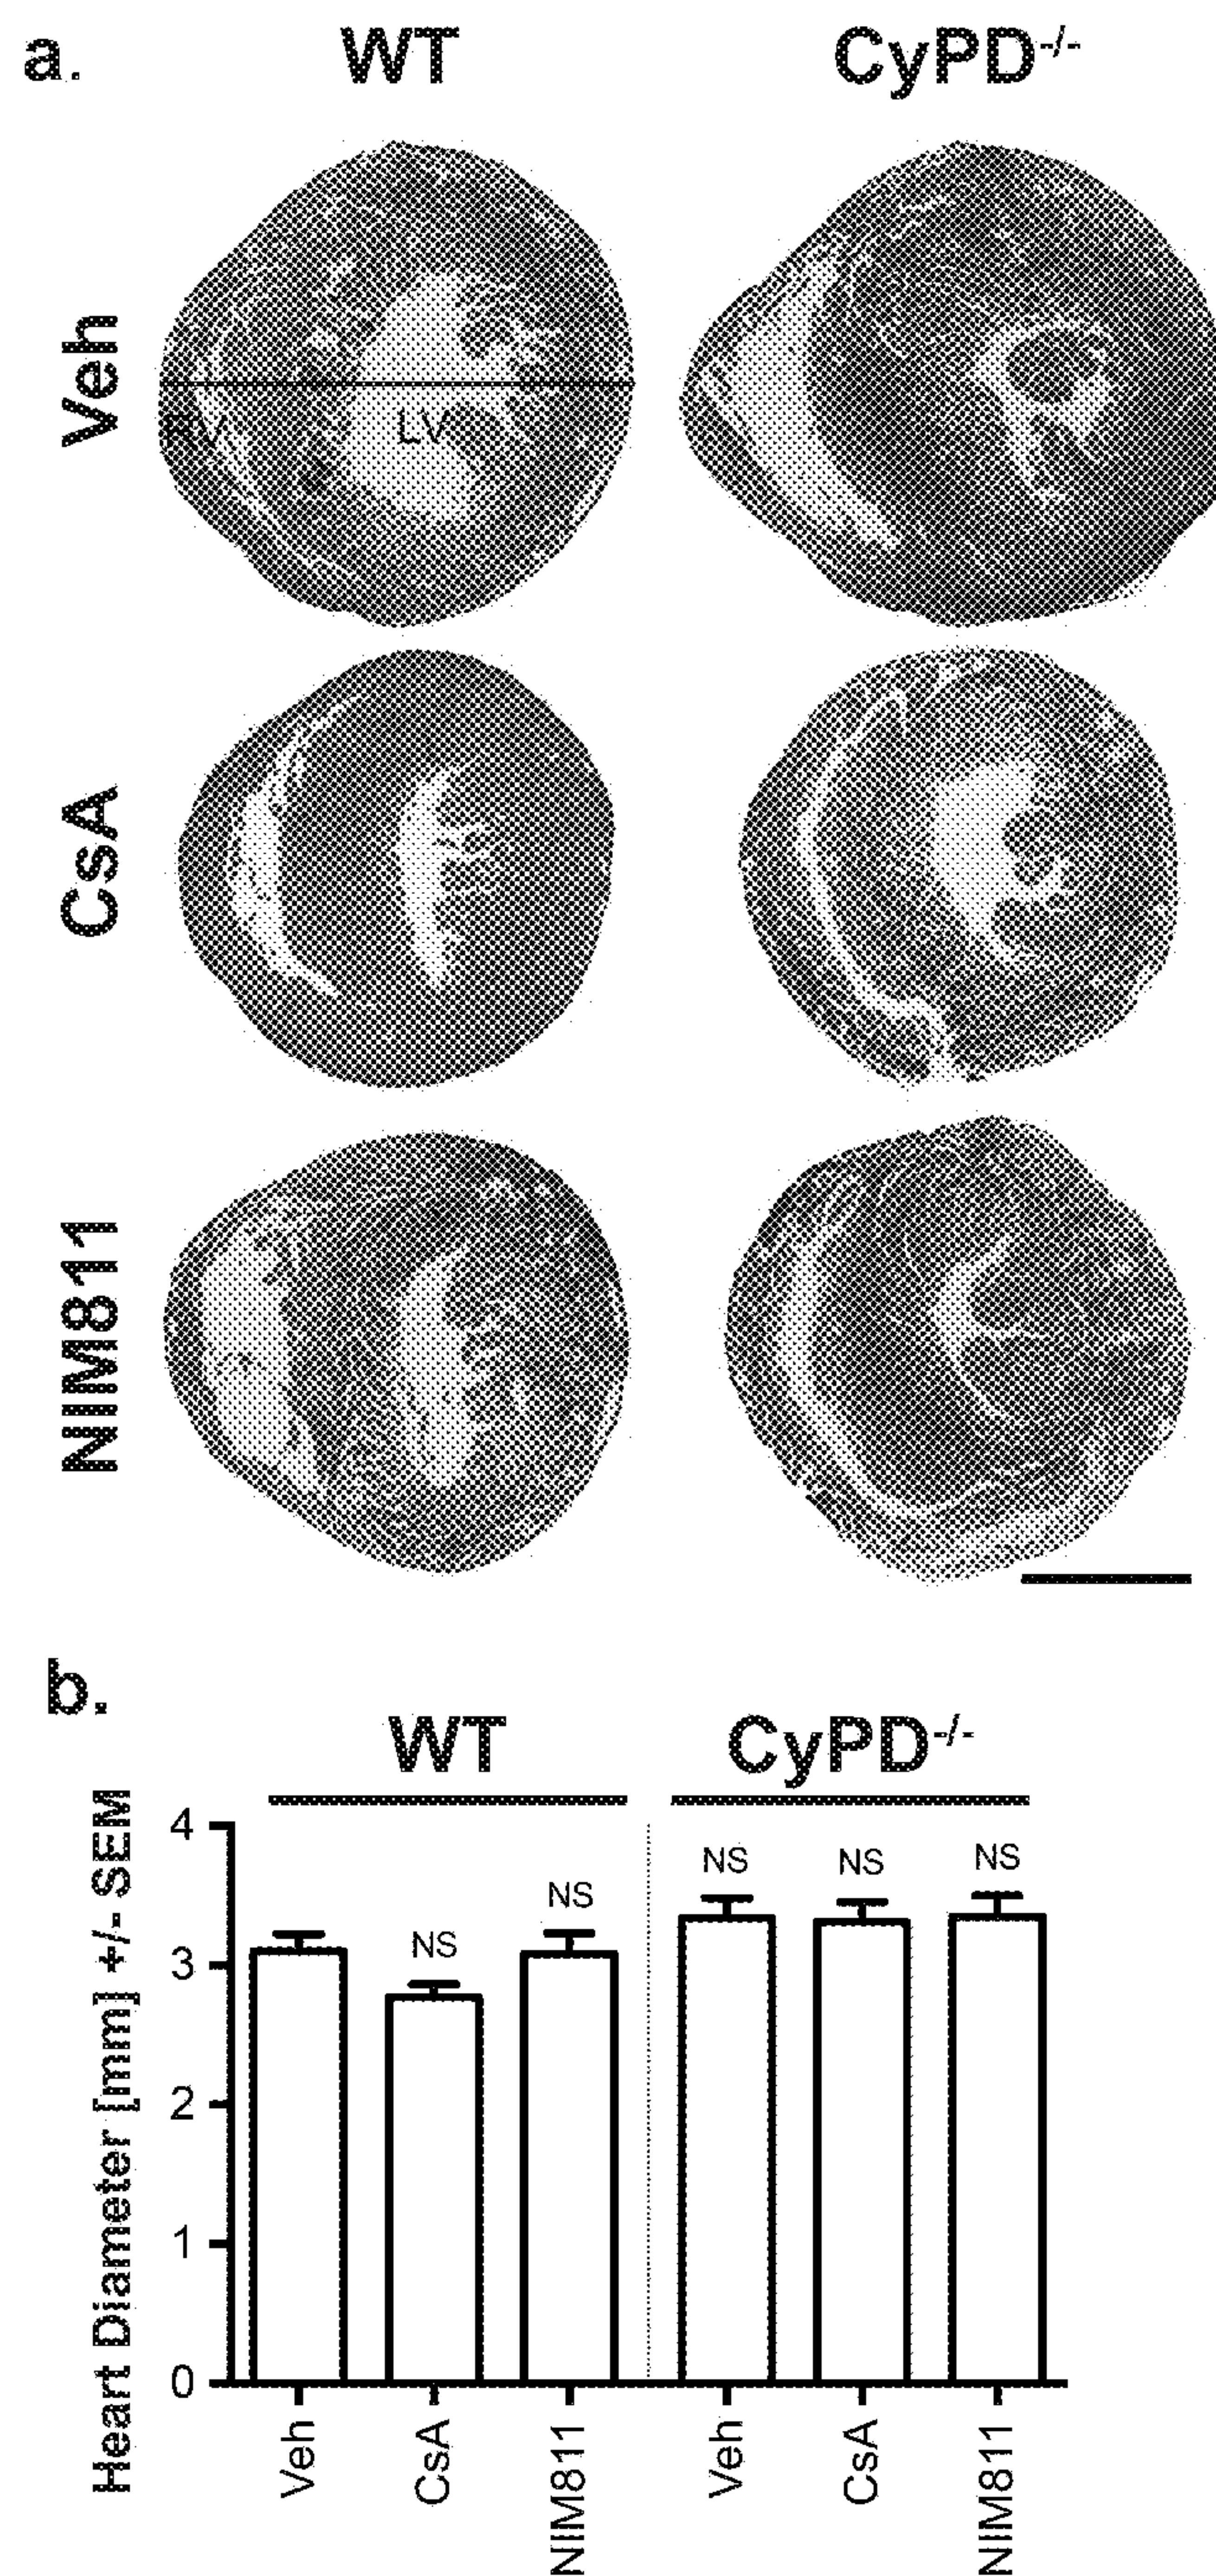 a.
WT CyPD-/-
Veh
RV LV
CsA
NIM811
b.
WT CyPD-/-
Heart Diameter [mm] +/- SEM
4
3
2
1
0
NS NS NS NS NS
Veh CsA NIM811 Veh CsA NIM811